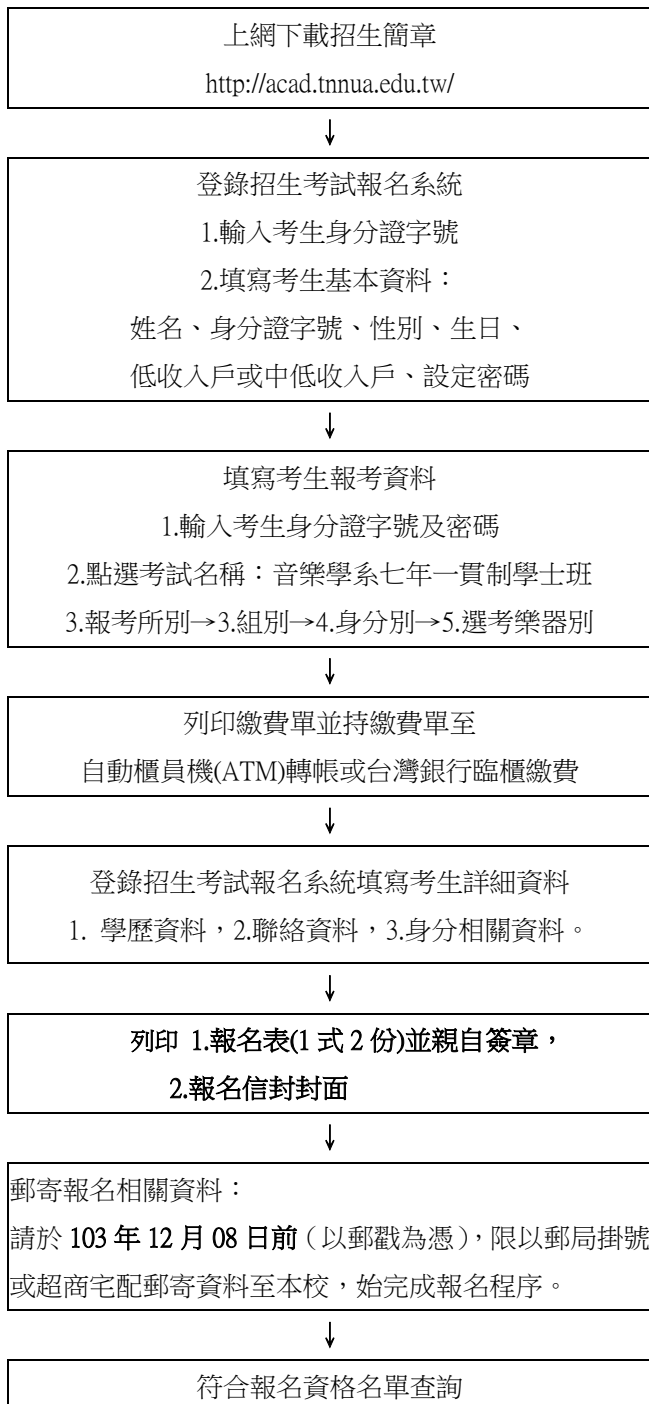 上網下載招生簡章
http://acad.tnnua.edu.tw/
↓
登錄招生考試報名系統
1.輸入考生身分證字號
2.填寫考生基本資料：
姓名、身分證字號、性別、生日、
低收入戶或中低收入戶、設定密碼
↓
填寫考生報考資料
1.輸入考生身分證字號及密碼
2.點選考試名稱：音樂學系七年一貫制學士班
3.報考所別→3.組別→4.身分別→5.選考樂器別
↓
列印繳費單並持繳費單至
自動櫃員機(ATM)轉帳或台灣銀行臨櫃繳費
↓
登錄招生考試報名系統填寫考生詳細資料
1. 學歷資料，2.聯絡資料，3.身分相關資料。
↓
列印 1.報名表(1 式 2 份)並親自簽章，
2.報名信封封面
↓
郵寄報名相關資料：
請於 103 年 12 月 08 日前（以郵戳為憑），限以郵局掛號
或超商宅配郵寄資料至本校，始完成報名程序。
↓
符合報名資格名單查詢